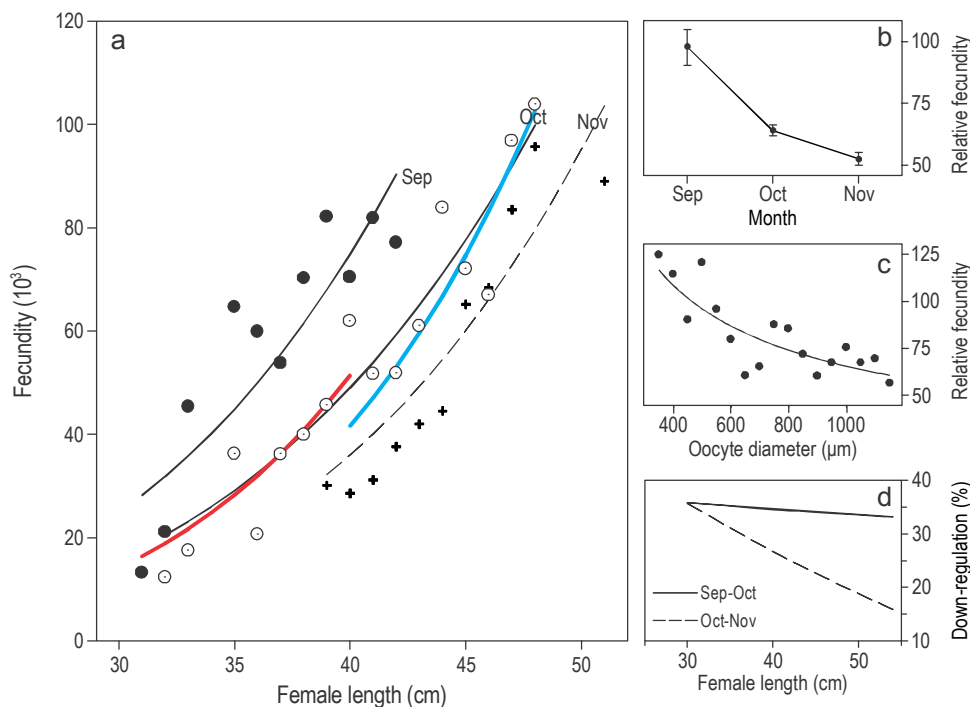 a
120
100
80
60
40
20
0
Fecundity (10³)
30 35 40 45 50
Female length (cm)
Sep
Oct
Nov
b
100
75
50
Relative fecundity
Sep Oct Nov
Month
c
125
100
75
50
Relative fecundity
400 600 800 1000
Oocyte diameter (µm)
d
40
35
30
20
10
Down-regulation (%)
Sep-Oct
Oct-Nov
30 40 50
Female length (cm)